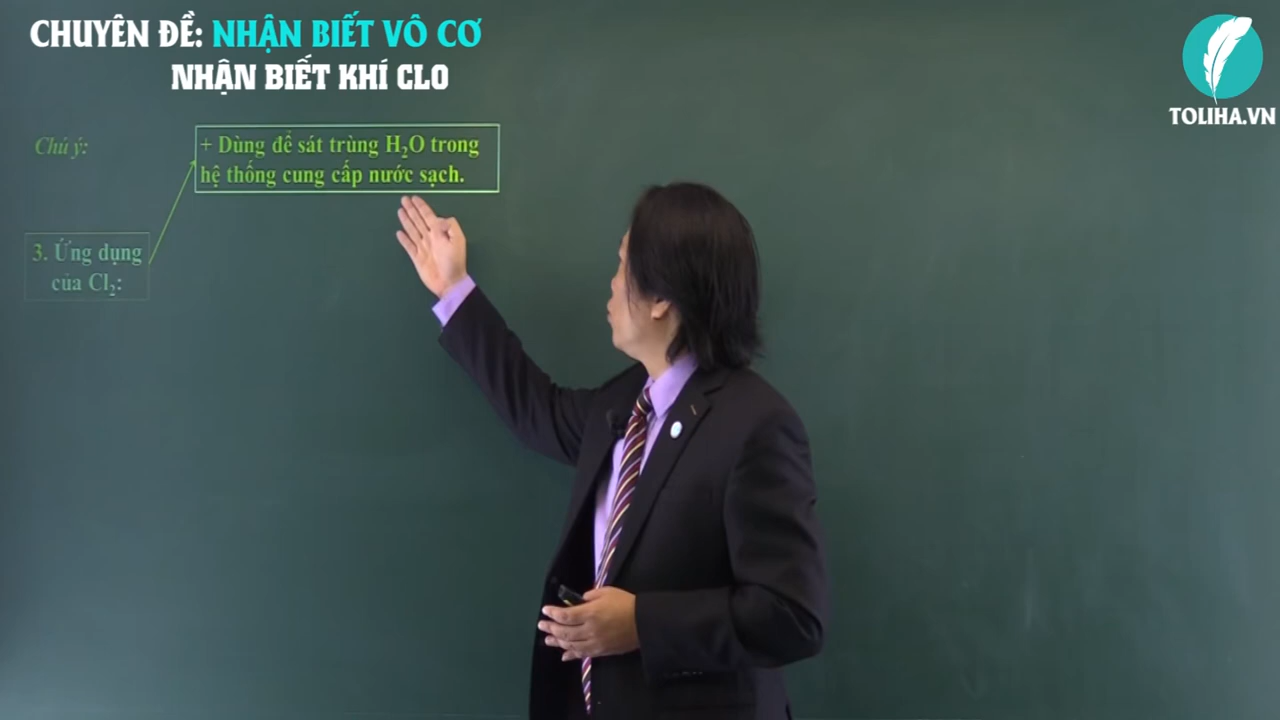 CHUYÊN ĐỀ: NHẬN BIẾT VÔ CƠ
NHẬN BIẾT KHÍ CLO
TOLIHA.VN
Chú ý:
+ Dùng để sát trùng H₂O trong
hệ thống cung cấp nước sạch.
3. Ứng dụng
của Cl₂: